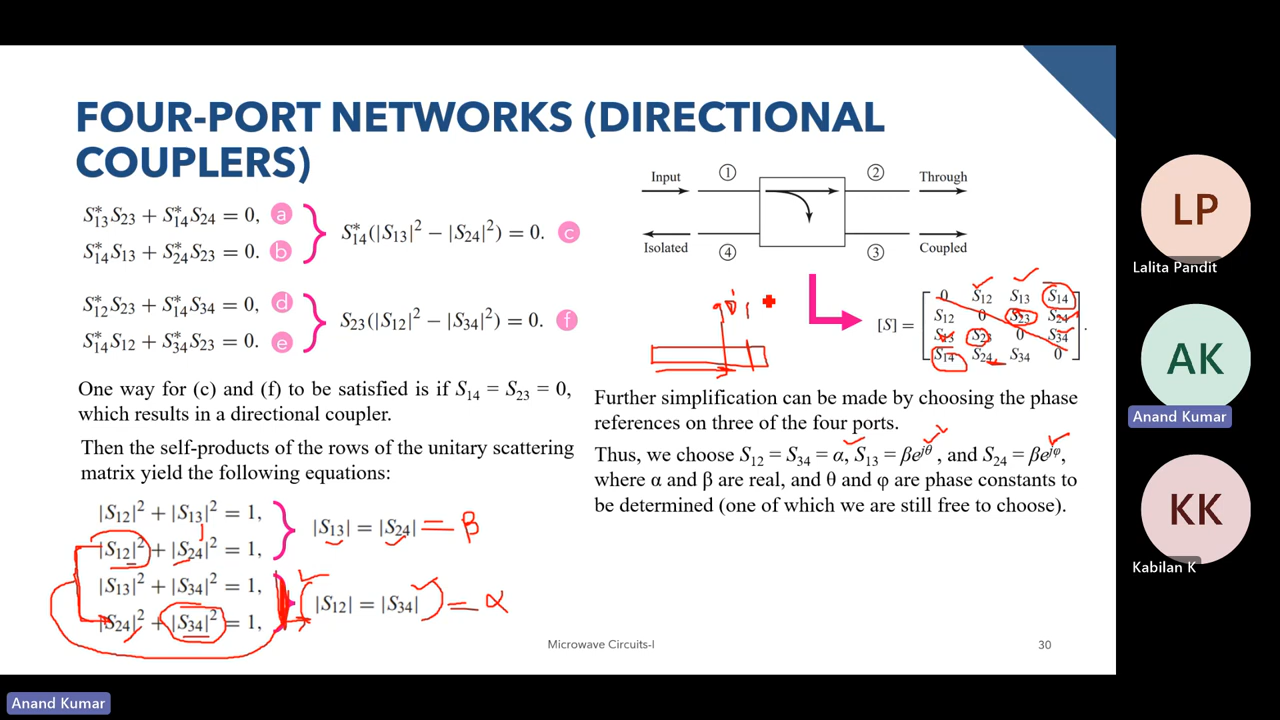 FOUR-PORT NETWORKS (DIRECTIONAL
COUPLERS)
S*13S23 + S*14S24 = 0, a
S*14S13 + S*24S23 = 0. b
S*14(|S13|² − |S24|²) = 0. c
S*12S23 + S*14S34 = 0, d
S*14S12 + S*34S23 = 0. e
S23(|S12|² − |S34|²) = 0. f
One way for (c) and (f) to be satisfied is if S14 = S23 = 0,
which results in a directional coupler.
Then the self-products of the rows of the unitary scattering
matrix yield the following equations:
|S12|² + |S13|² = 1,
|S12|² + |S24|² = 1,
|S13|² + |S34|² = 1,
|S24|² + |S34|² = 1,
|S13| = |S24| = β
|S12| = |S34| = α
Input ① ② Through
Isolated ④ ③ Coupled
[S] =
0 S12 S13 S14
S12 0 S23 S24
S13 S23 0 S34
S14 S24 S34 0
.
Further simplification can be made by choosing the phase
references on three of the four ports.
Thus, we choose S12 = S34 = α, S13 = βe^jθ , and S24 = βe^jφ,
where α and β are real, and θ and φ are phase constants to
be determined (one of which we are still free to choose).
Microwave Circuits-I
30
LP
Lalita Pandit
AK
Anand Kumar
KK
Kabilan K
Anand Kumar